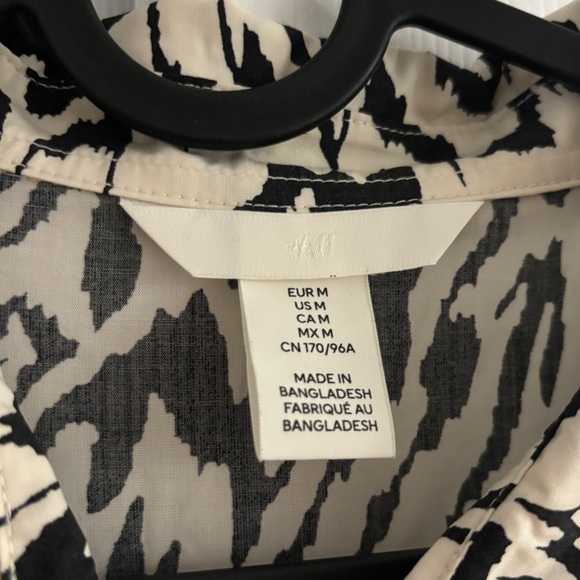 H&M
EUR M
US M
CA M
MX M
CN 170/96A
MADE IN
BANGLADESH
FABRIQUÉ AU
BANGLADESH